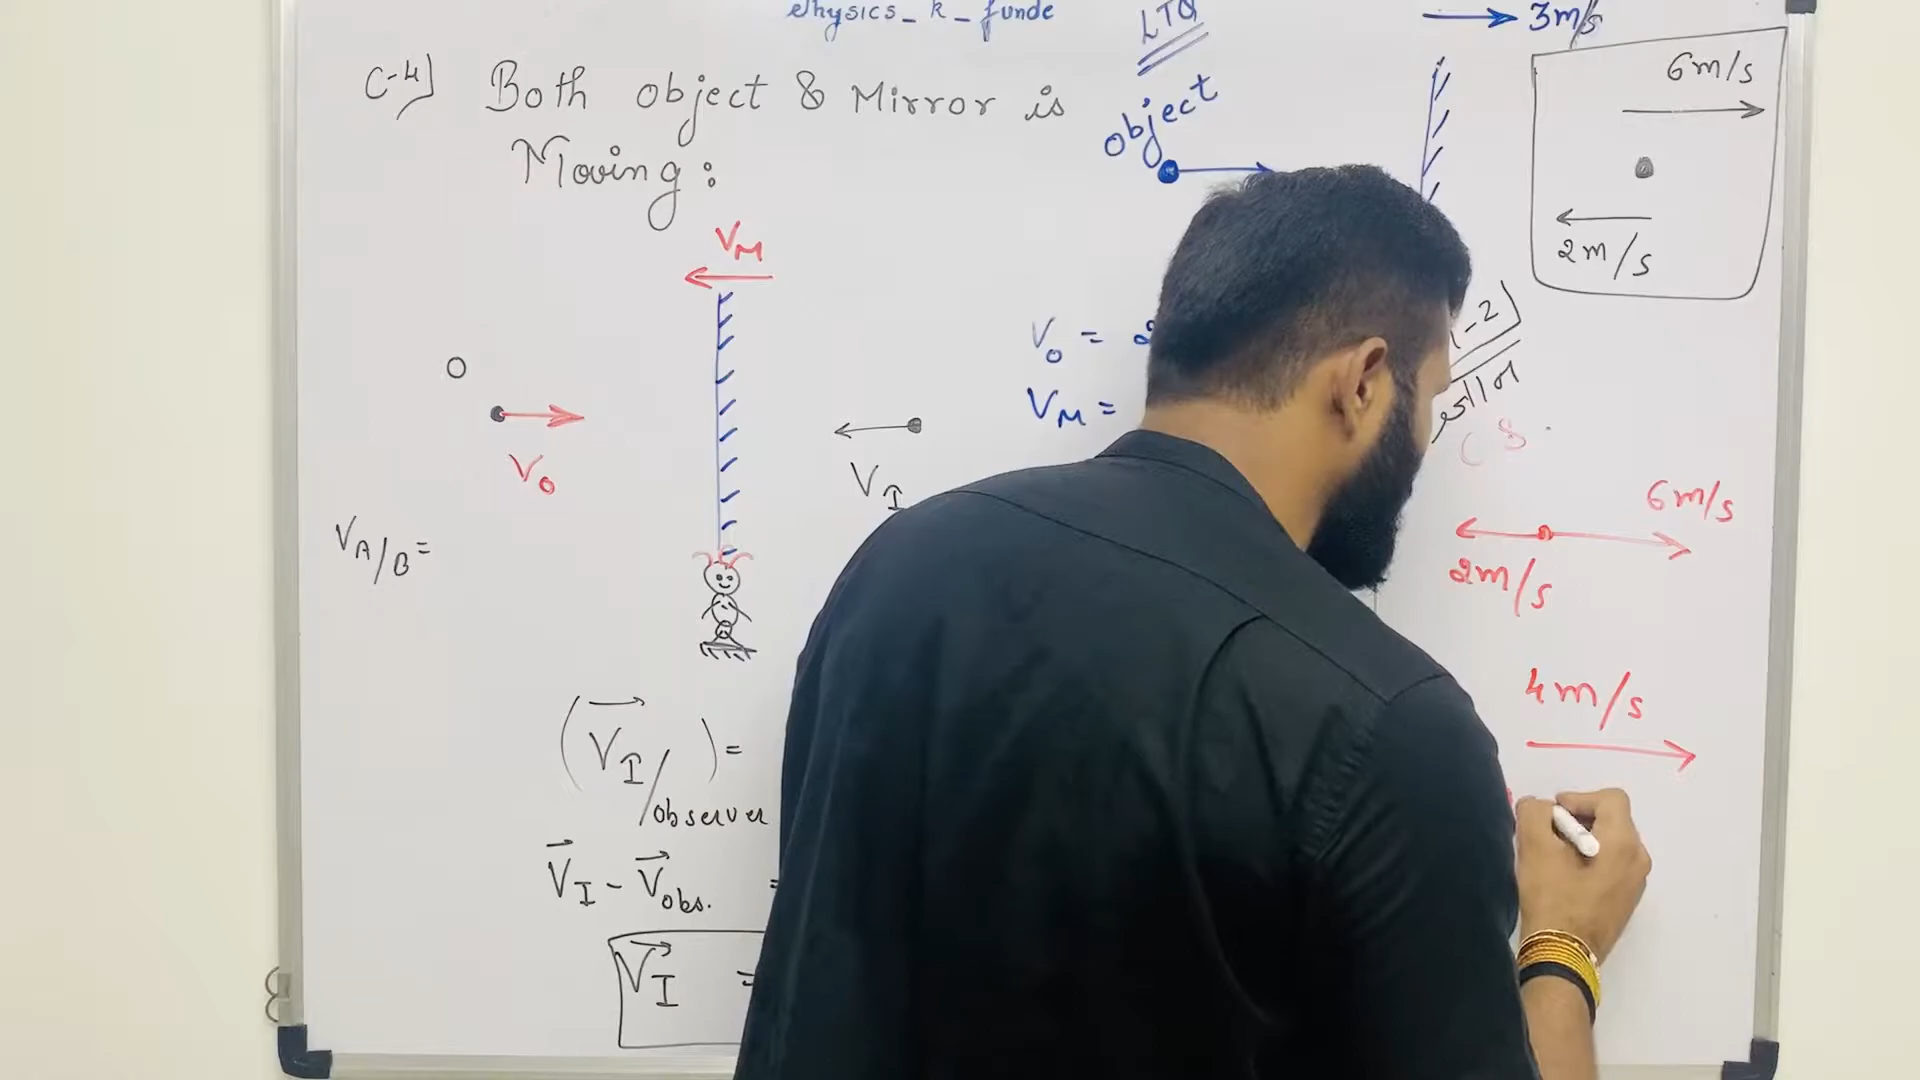 Physics_k_funde
LTQ
3m/s
C-4) Both object & Mirror is
Moving:
object
6m/s
2m/s
V_M
O
V_O
V_I
V_A/B =
V_O =
V_M =
-2)
6m/s
2m/s
4m/s
(V_I/observer) =
V_I - V_obs. =
V_I =